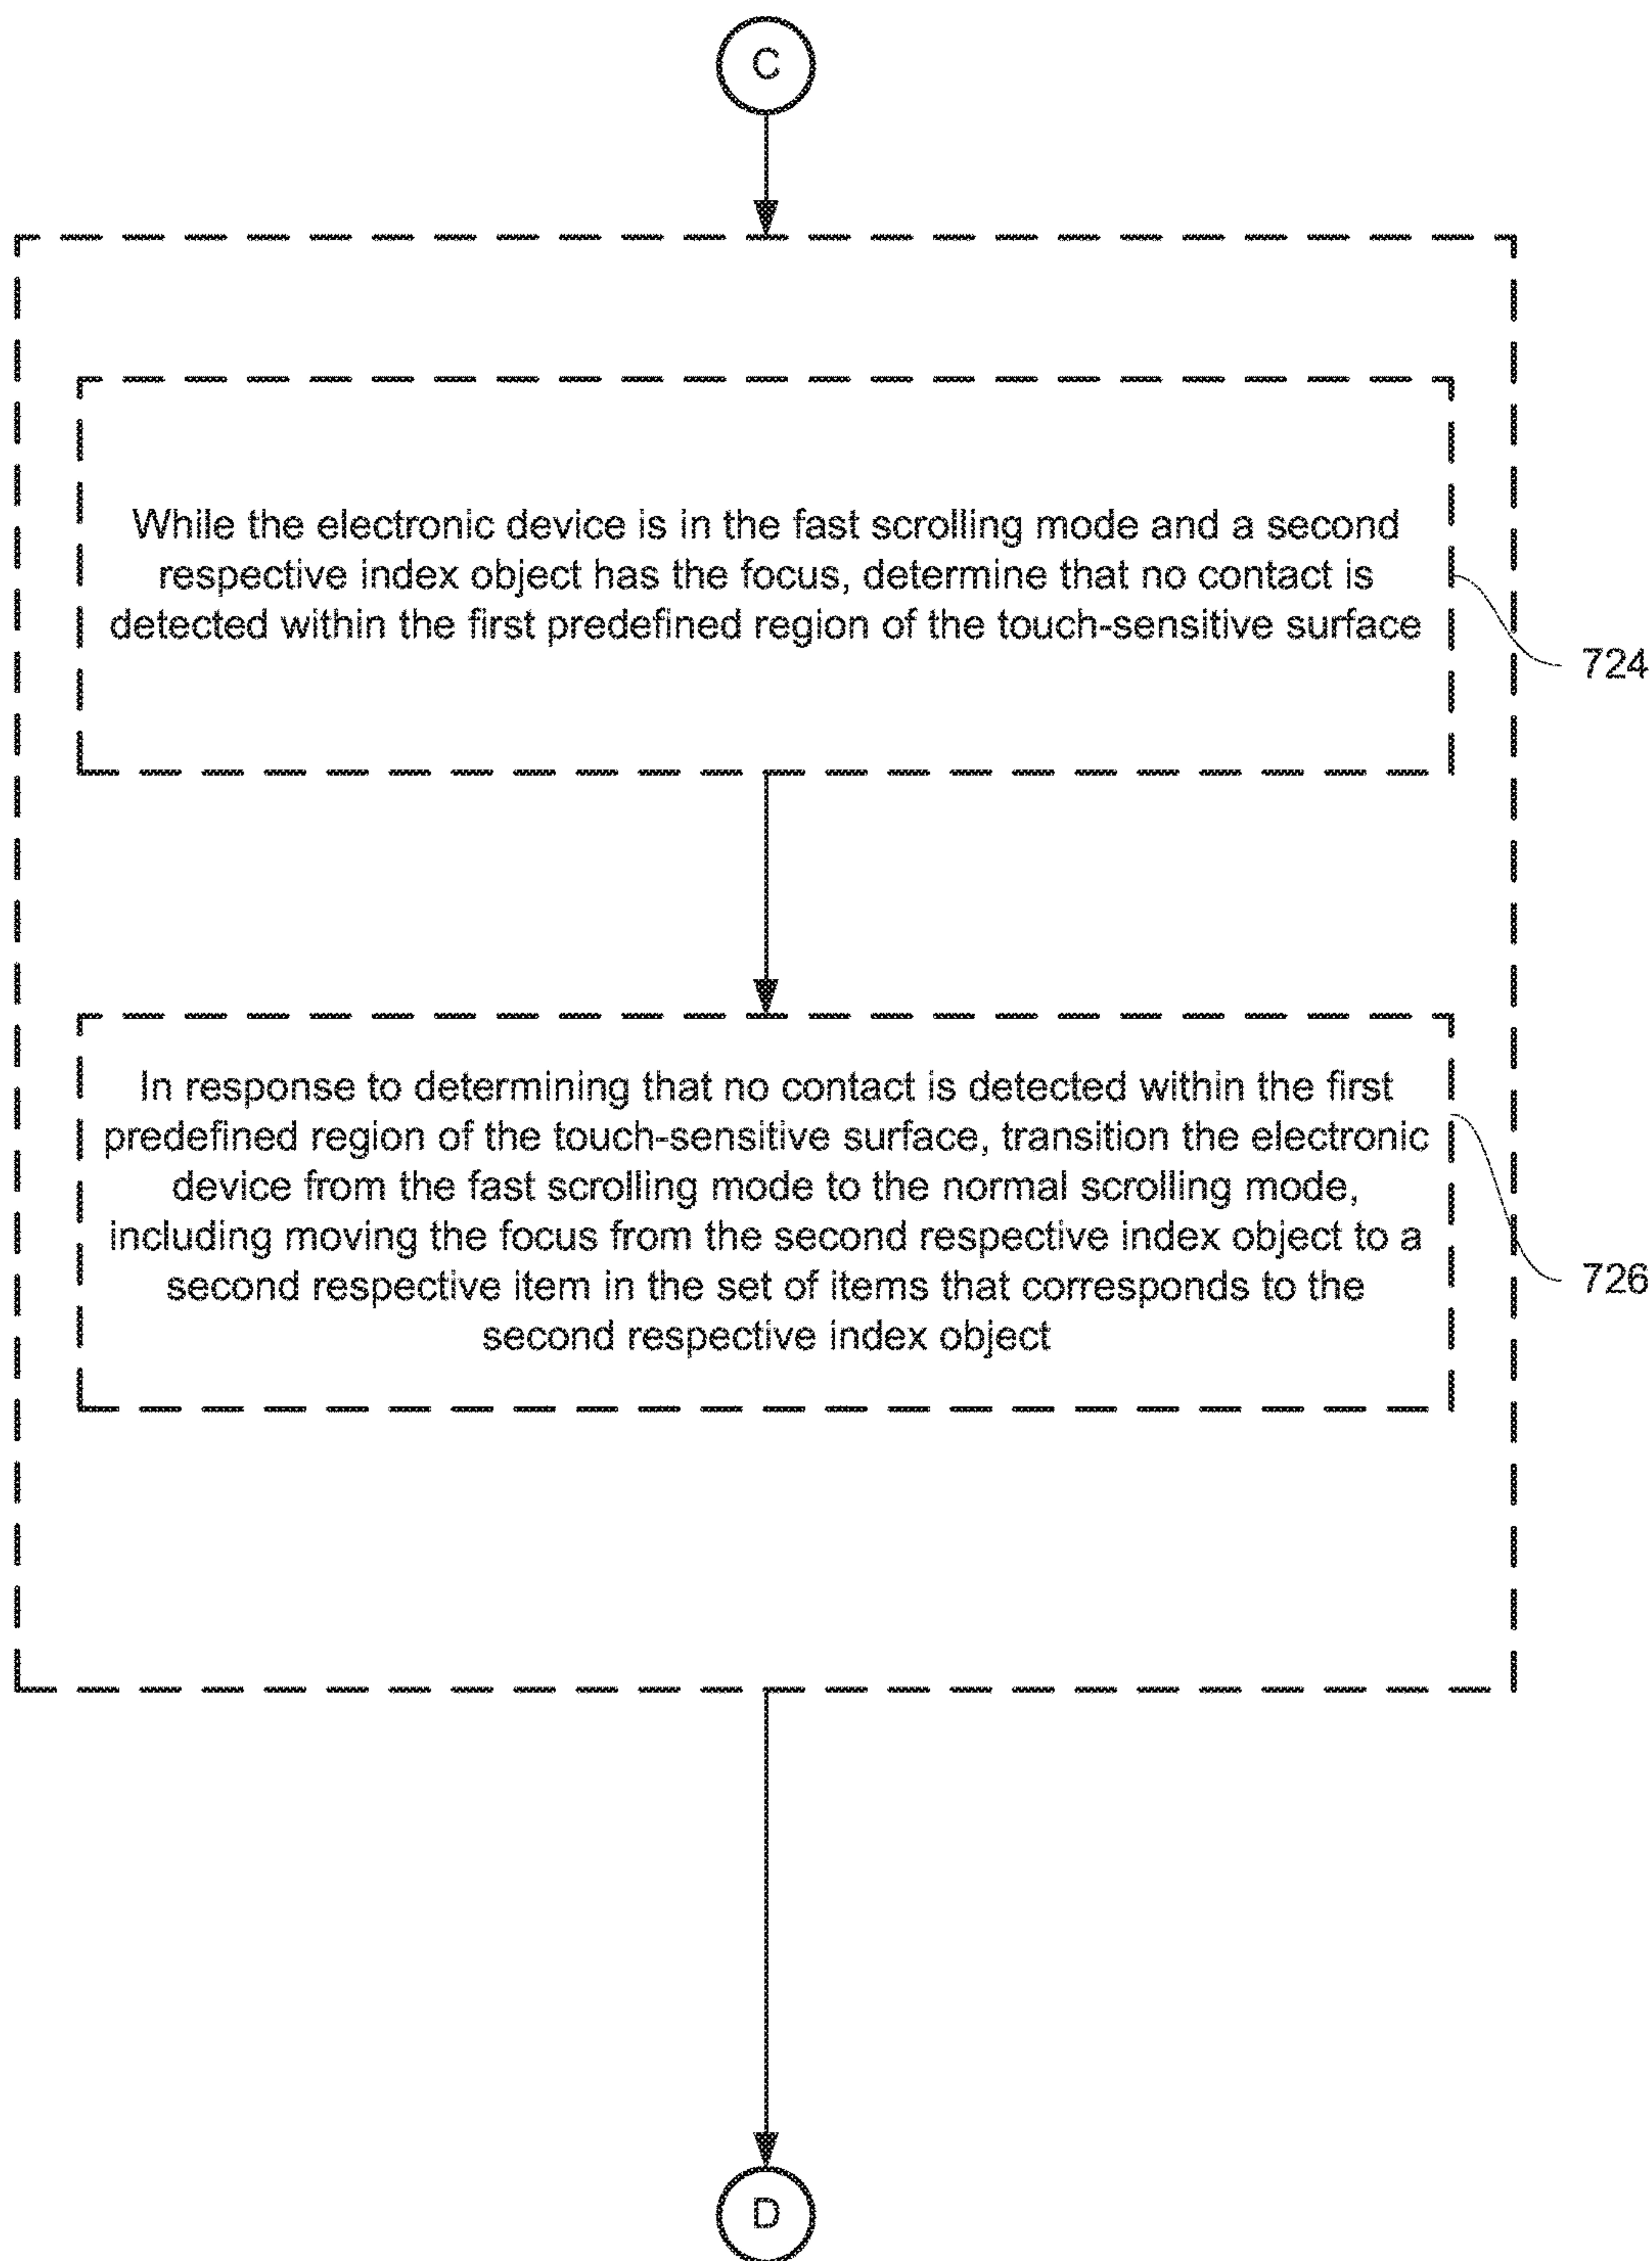 C
While the electronic device is in the fast scrolling mode and a second
respective index object has the focus, determine that no contact is
detected within the first predefined region of the touch-sensitive surface
724
In response to determining that no contact is detected within the first
predefined region of the touch-sensitive surface, transition the electronic
device from the fast scrolling mode to the normal scrolling mode,
including moving the focus from the second respective index object to a
second respective item in the set of items that corresponds to the
second respective index object
726
D